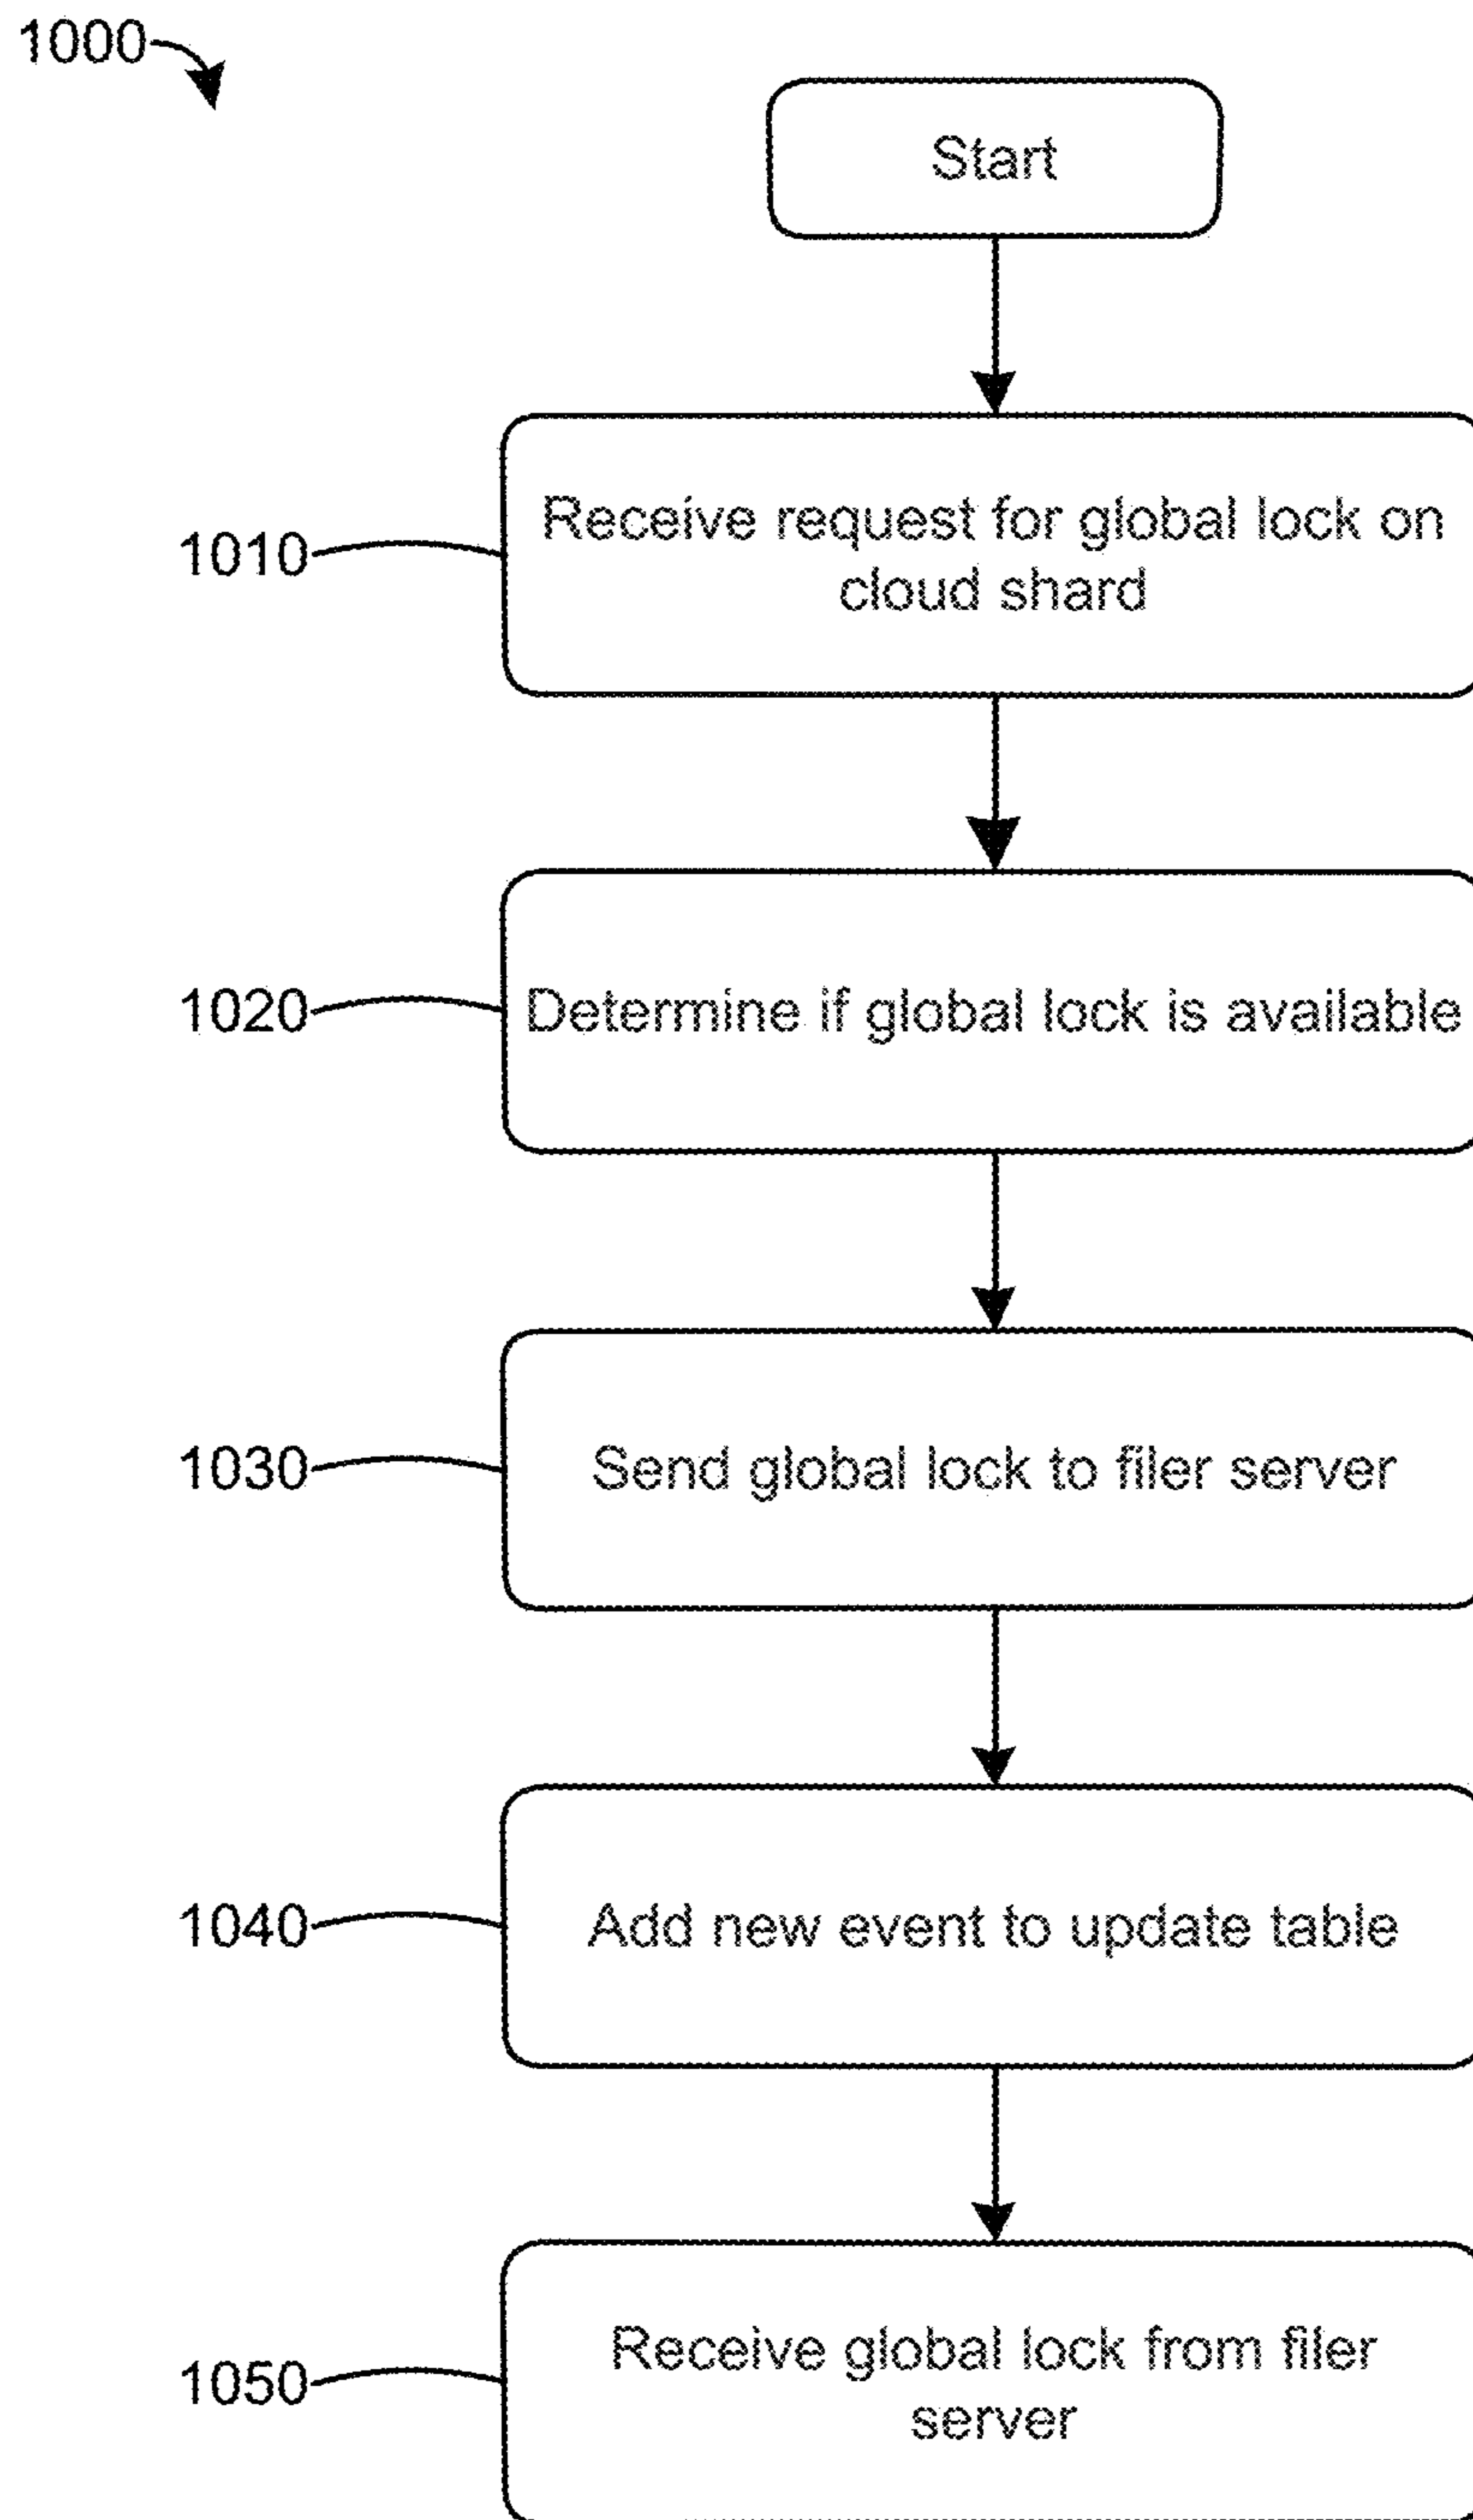 1000
Start
1010
Receive request for global lock on
cloud shard
1020
Determine if global lock is available
1030
Send global lock to filer server
1040
Add new event to update table
1050
Receive global lock from filer
server